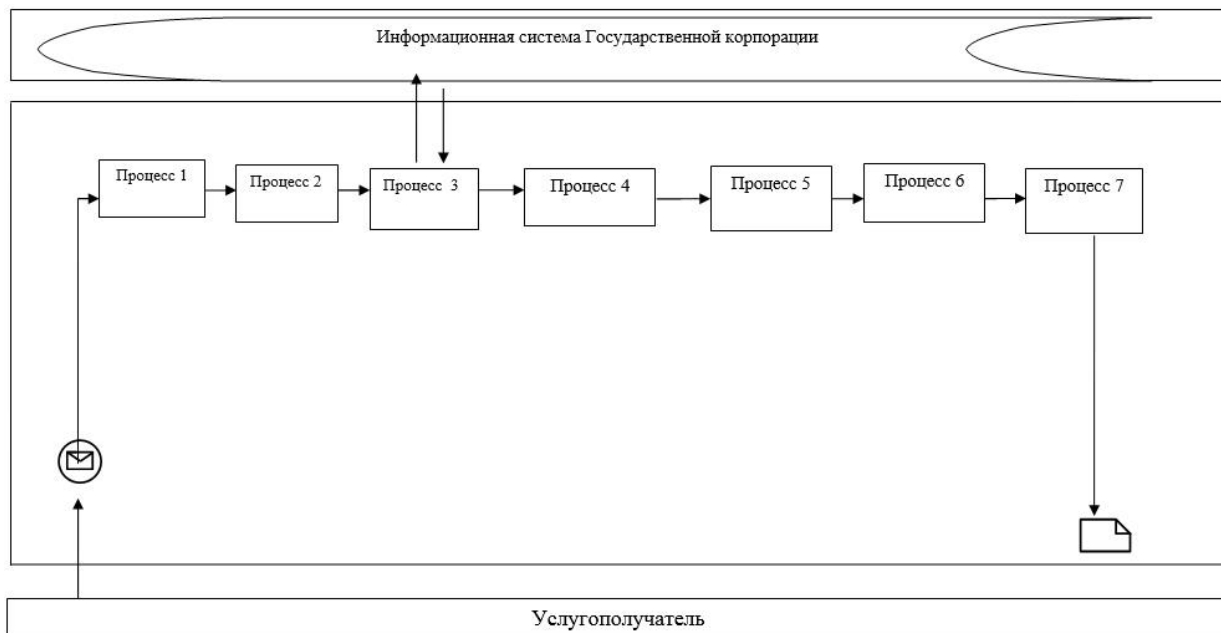 Информационная система Государственной корпорации
Процесс 1
Процесс 2
Процесс 3
Процесс 4
Процесс 5
Процесс 6
Процесс 7
Услугополучатель